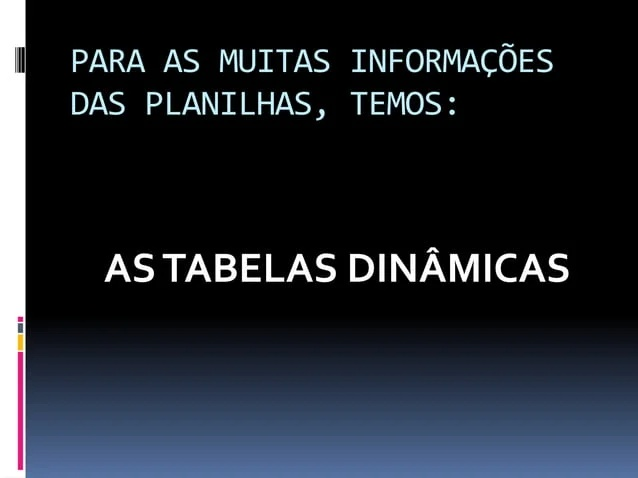 PARA AS MUITAS INFORMAÇÕES
DAS PLANILHAS, TEMOS:
AS TABELAS DINÂMICAS